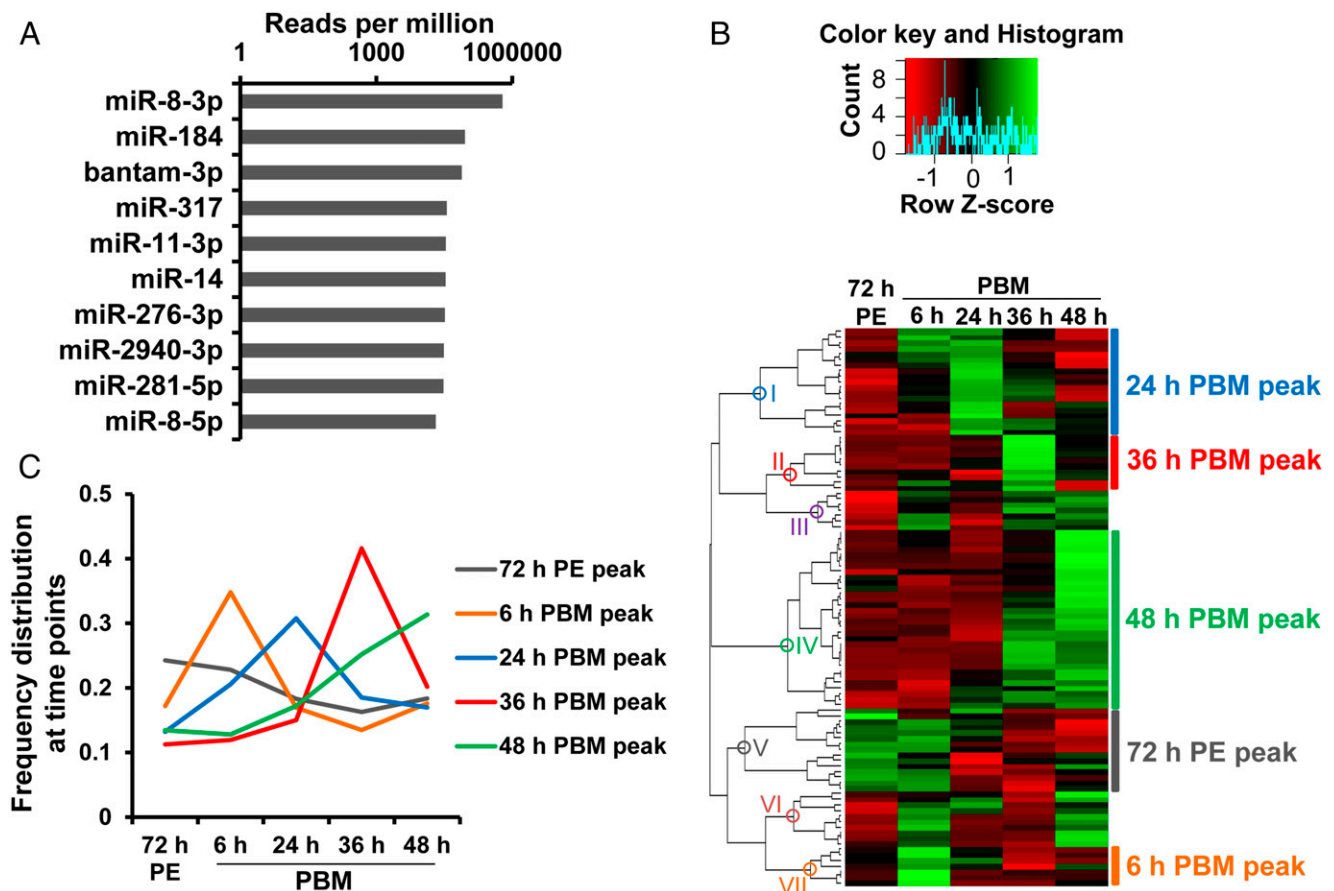 A
Reads per million
1 1000 1000000
miR-8-3p
miR-184
bantam-3p
miR-317
miR-11-3p
miR-14
miR-276-3p
miR-2940-3p
miR-281-5p
miR-8-5p
B
Color key and Histogram
Count
8
4
0
-1 0 1
Row Z-score
72 h PE
PBM
6 h 24 h 36 h 48 h
I
II
III
IV
V
VI
VII
24 h PBM peak
36 h PBM peak
48 h PBM peak
72 h PE peak
6 h PBM peak
C
Frequency distribution
at time points
0.5
0.4
0.3
0.2
0.1
0
72 h PE
6 h 24 h 36 h 48 h
PBM
72 h PE peak
6 h PBM peak
24 h PBM peak
36 h PBM peak
48 h PBM peak